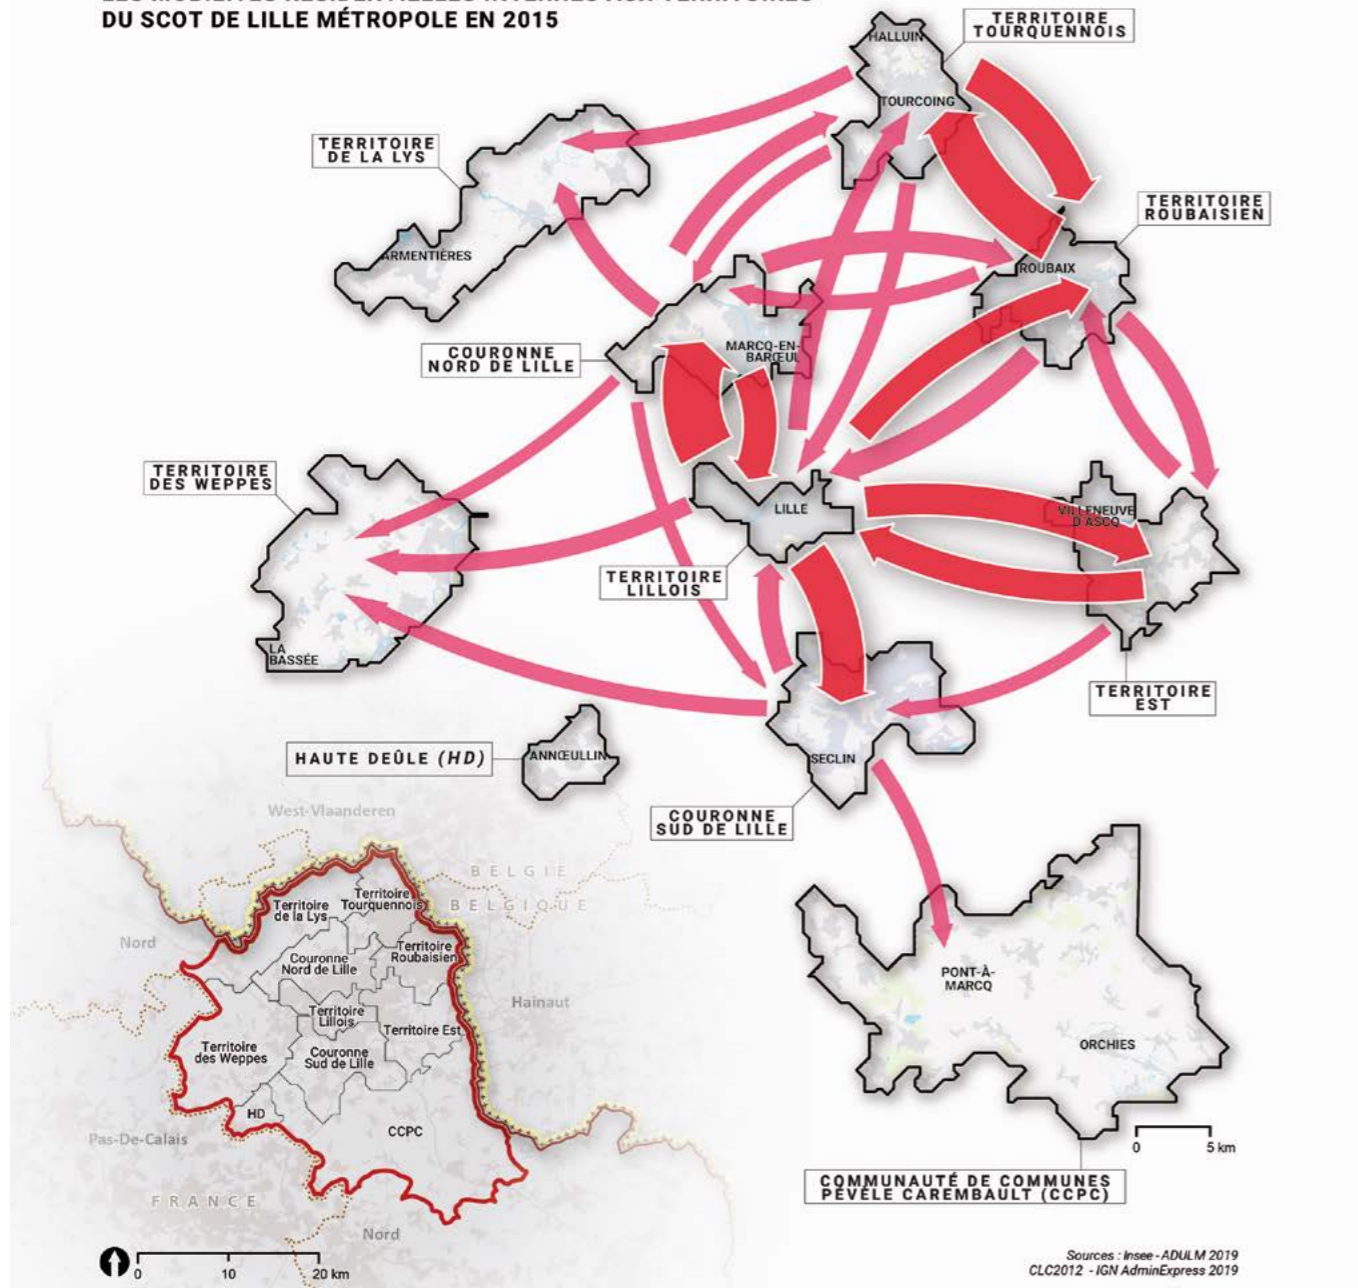 DU SCOT DE LILLE MÉTROPOLE EN 2015
TERRITOIRE
TOURQUENNOIS
HALLUIN
TOURCOING
TERRITOIRE
DE LA LYS
ARMENTIÈRES
TERRITOIRE
ROUBAISIEN
ROUBAIX
COURONNE
NORD DE LILLE
MARCQ-EN-
BARŒUL
TERRITOIRE
DES WEPPES
LA
BASSÉE
LILLE
TERRITOIRE
LILLOIS
VILLENEUVE
D'ASCQ
TERRITOIRE
EST
HAUTE DEÛLE (HD)
ANNŒULLIN
SECLIN
COURONNE
SUD DE LILLE
PONT-À-
MARCQ
ORCHIES
0 5 km
COMMUNAUTÉ DE COMMUNES
PÉVÈLE CAREMBAULT (CCPC)
West-Vlaanderen
BELGIE
BELGIQUE
Territoire
de la Lys
Territoire
Tourquennois
Nord
Couronne
Nord de Lille
Territoire
Roubaisien
Hainaut
Territoire
Lillois
Territoire Est
Territoire
des Weppes
Couronne
Sud de Lille
HD
CCPC
Pas-De-Calais
FRANCE
Nord
0 10 20 km
Sources : Insee - ADULM 2019
CLC2012 - IGN AdminExpress 2019